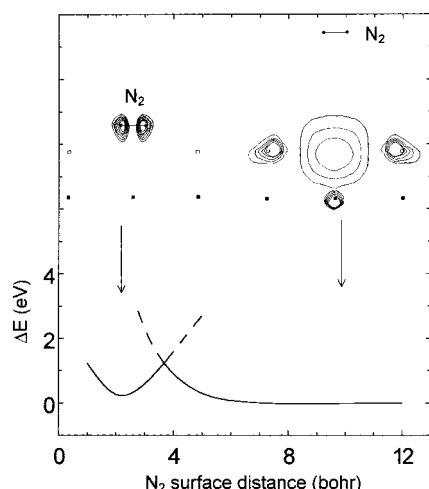 N₂
N₂
4
2
0
ΔE (eV)
0 4 8 12
N₂ surface distance (bohr)